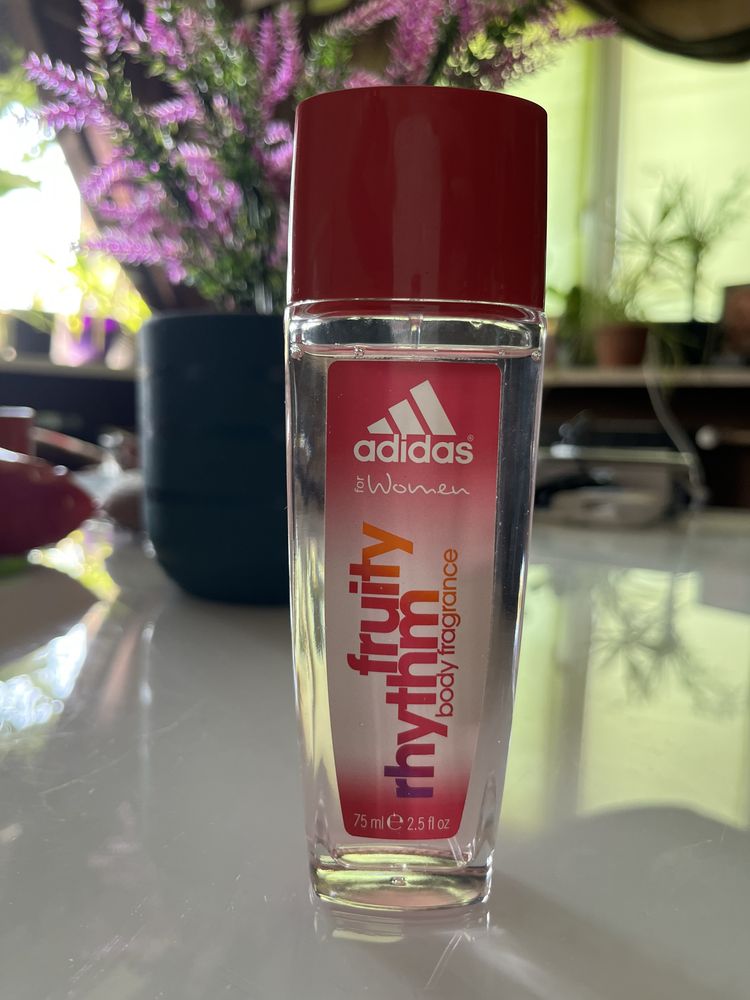 adidas®
for Women
fruity
rhythm
body fragrance
75 ml ℮ 2.5 fl oz